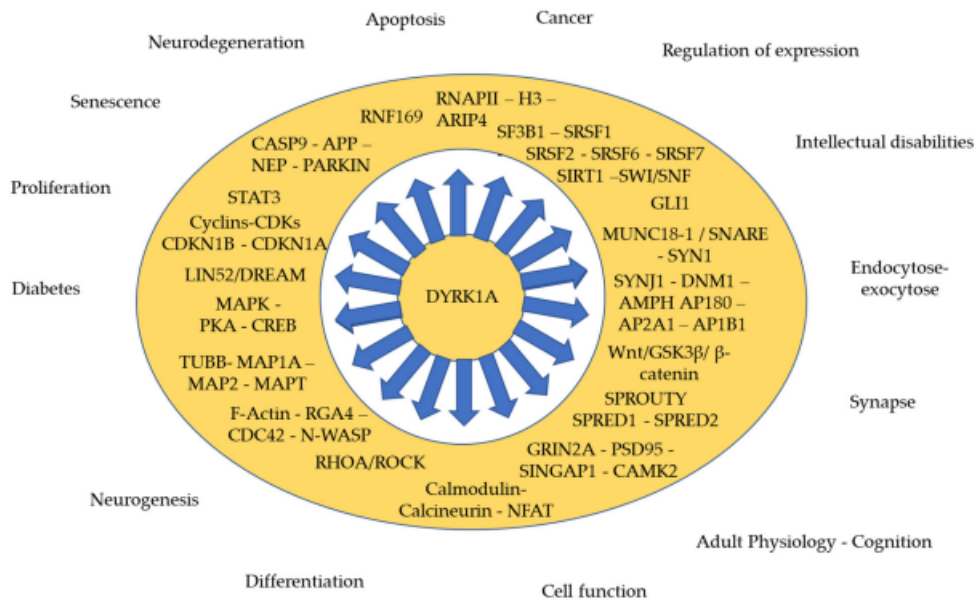 Apoptosis
Cancer
Neurodegeneration
Regulation of expression
Senescence
Intellectual disabilities
Proliferation
Endocytose-
exocytose
Diabetes
Synapse
Neurogenesis
Adult Physiology - Cognition
Differentiation
Cell function
RNF169
RNAPII – H3 –
ARIP4
SF3B1 – SRSF1
- SRSF2 - SRSF6 - SRSF7
SIRT1 –SWI/SNF
CASP9 - APP –
NEP - PARKIN
GLI1
STAT3
Cyclins-CDKs
CDKN1B - CDKN1A
MUNC18-1 / SNARE
- SYN1
LIN52/DREAM
SYNJ1 - DNM1 –
AMPH AP180 –
AP2A1 – AP1B1
MAPK -
PKA - CREB
DYRK1A
Wnt/GSK3β/ β-
catenin
TUBB- MAP1A –
MAP2 - MAPT
SPROUTY
SPRED1 - SPRED2
F-Actin - RGA4 –
CDC42 - N-WASP
GRIN2A - PSD95 -
SINGAP1 - CAMK2
RHOA/ROCK
Calmodulin-
Calcineurin - NFAT